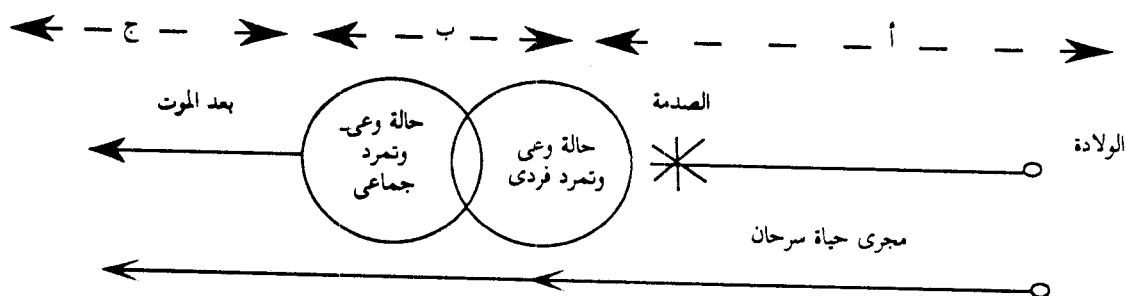 أ
ب
ج
الصدمة
بعد الموت
الولادة
حالة وعى
وتمرد فردى
حالة وعى
وتمرد
جماعى
مجرى حياة سرحان